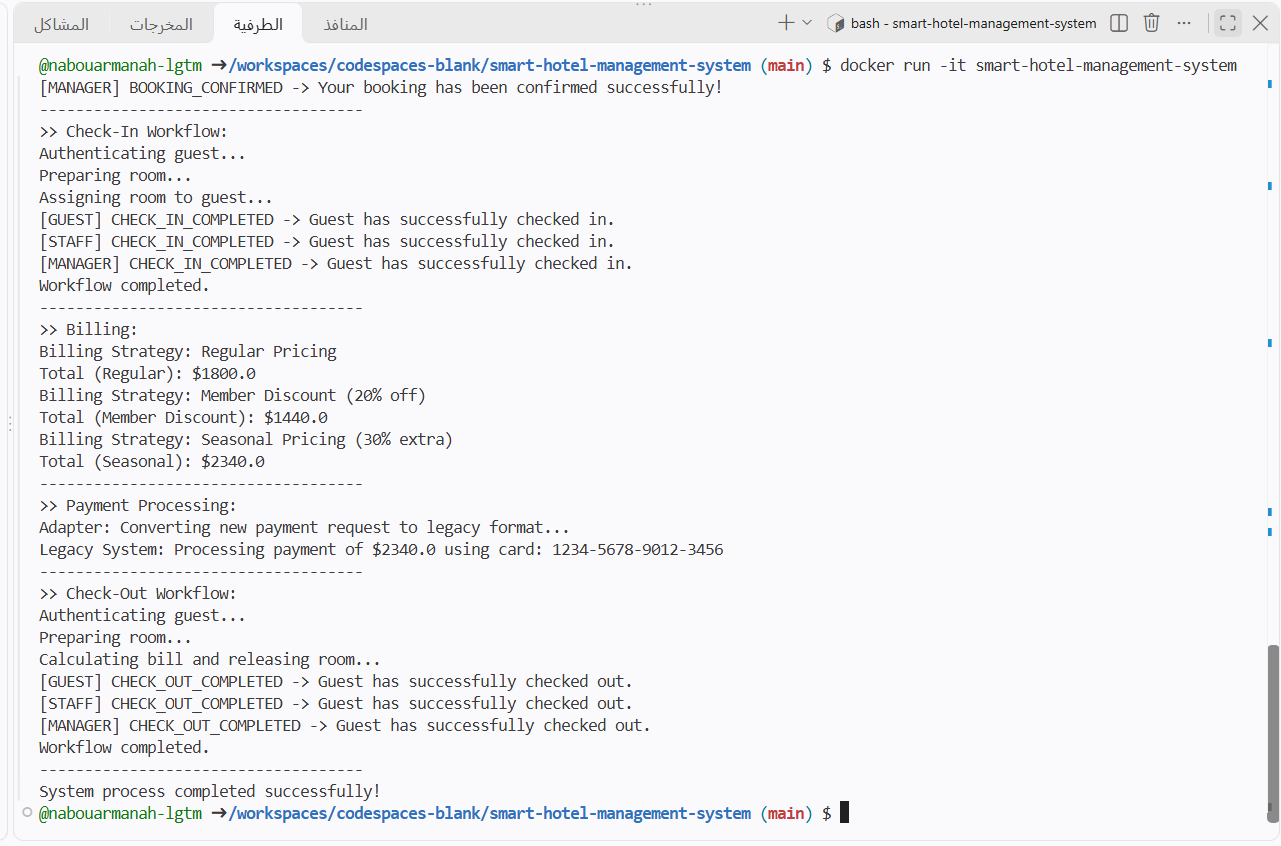 المشاكل
المخرجات
الطرفية
المنافذ
bash - smart-hotel-management-system
@nabouarmanah-lgtm ➜/workspaces/codespaces-blank/smart-hotel-management-system (main) $ docker run -it smart-hotel-management-system
[MANAGER] BOOKING_CONFIRMED -> Your booking has been confirmed successfully!
------------------------------------
>> Check-In Workflow:
Authenticating guest...
Preparing room...
Assigning room to guest...
[GUEST] CHECK_IN_COMPLETED -> Guest has successfully checked in.
[STAFF] CHECK_IN_COMPLETED -> Guest has successfully checked in.
[MANAGER] CHECK_IN_COMPLETED -> Guest has successfully checked in.
Workflow completed.
------------------------------------
>> Billing:
Billing Strategy: Regular Pricing
Total (Regular): $1800.0
Billing Strategy: Member Discount (20% off)
Total (Member Discount): $1440.0
Billing Strategy: Seasonal Pricing (30% extra)
Total (Seasonal): $2340.0
------------------------------------
>> Payment Processing:
Adapter: Converting new payment request to legacy format...
Legacy System: Processing payment of $2340.0 using card: 1234-5678-9012-3456
------------------------------------
>> Check-Out Workflow:
Authenticating guest...
Preparing room...
Calculating bill and releasing room...
[GUEST] CHECK_OUT_COMPLETED -> Guest has successfully checked out.
[STAFF] CHECK_OUT_COMPLETED -> Guest has successfully checked out.
[MANAGER] CHECK_OUT_COMPLETED -> Guest has successfully checked out.
Workflow completed.
------------------------------------
System process completed successfully!
@nabouarmanah-lgtm ➜/workspaces/codespaces-blank/smart-hotel-management-system (main) $